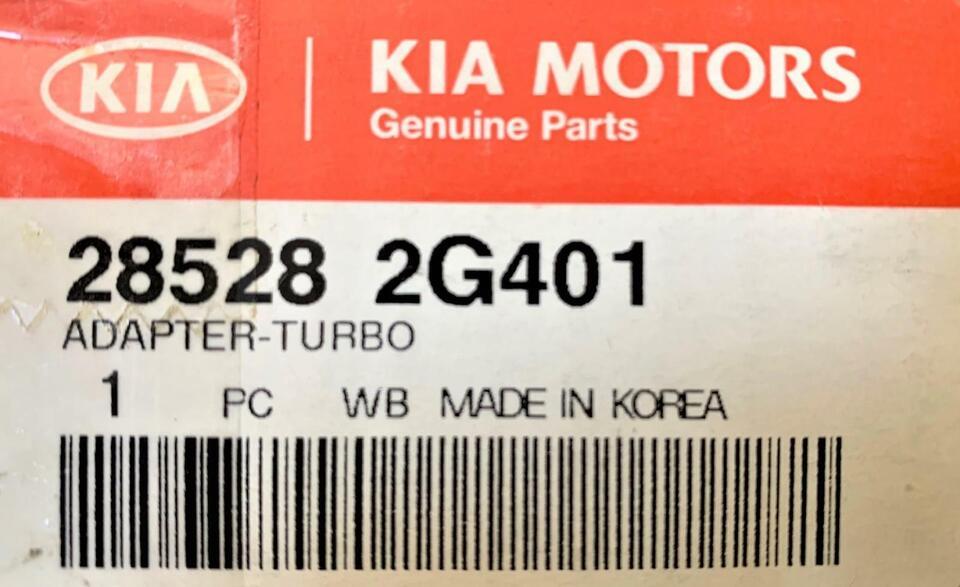 KIA
KIA MOTORS
Genuine Parts
28528 2G401
ADAPTER-TURBO
1 PC WB MADE IN KOREA